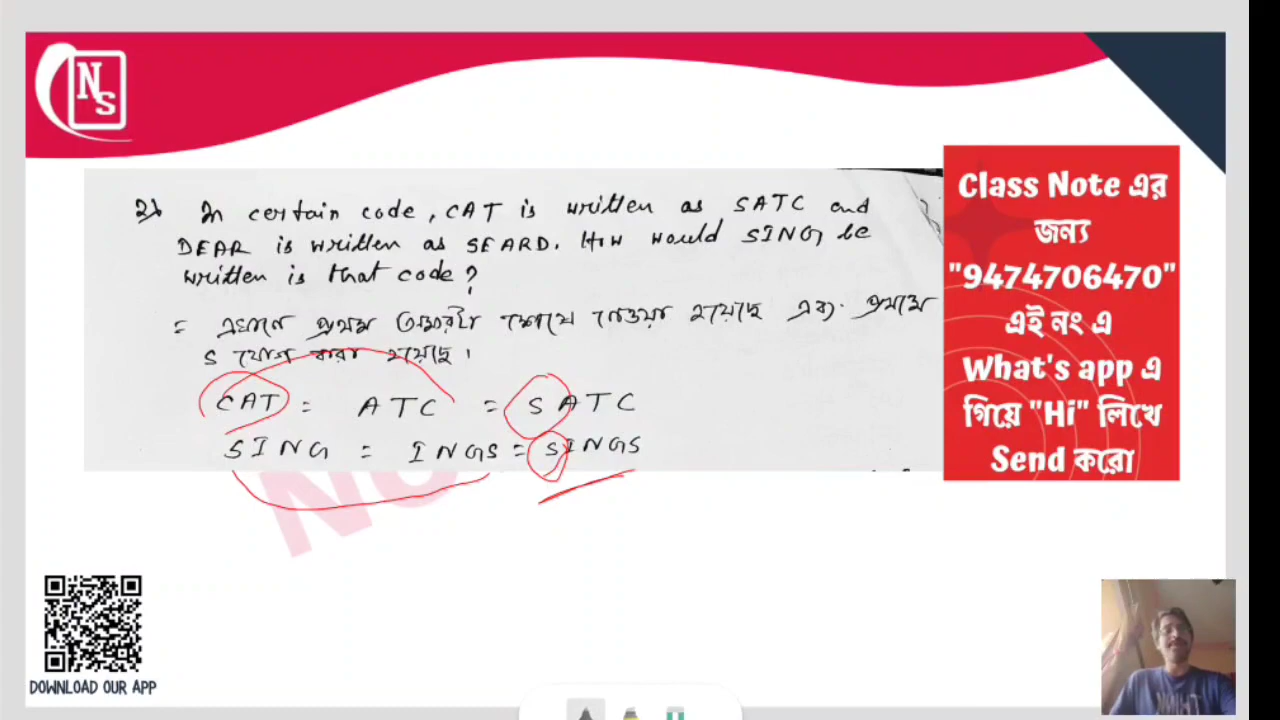 NS
২) In certain code, CAT is written as SATC and
DEAR is written as SEARD. How would SING be
written is that code?
= এখানে প্রথম অক্ষরটা শেষে নেওয়া হয়েছে এবং প্রথমে
S যোগ করা হয়েছে।
CAT = ATC = SATC
SING = INGS = SINGS
Class Note এর
জন্য
"9474706470"
এই নং এ
What's app এ
গিয়ে "Hi" লিখে
Send করো
DOWNLOAD OUR APP